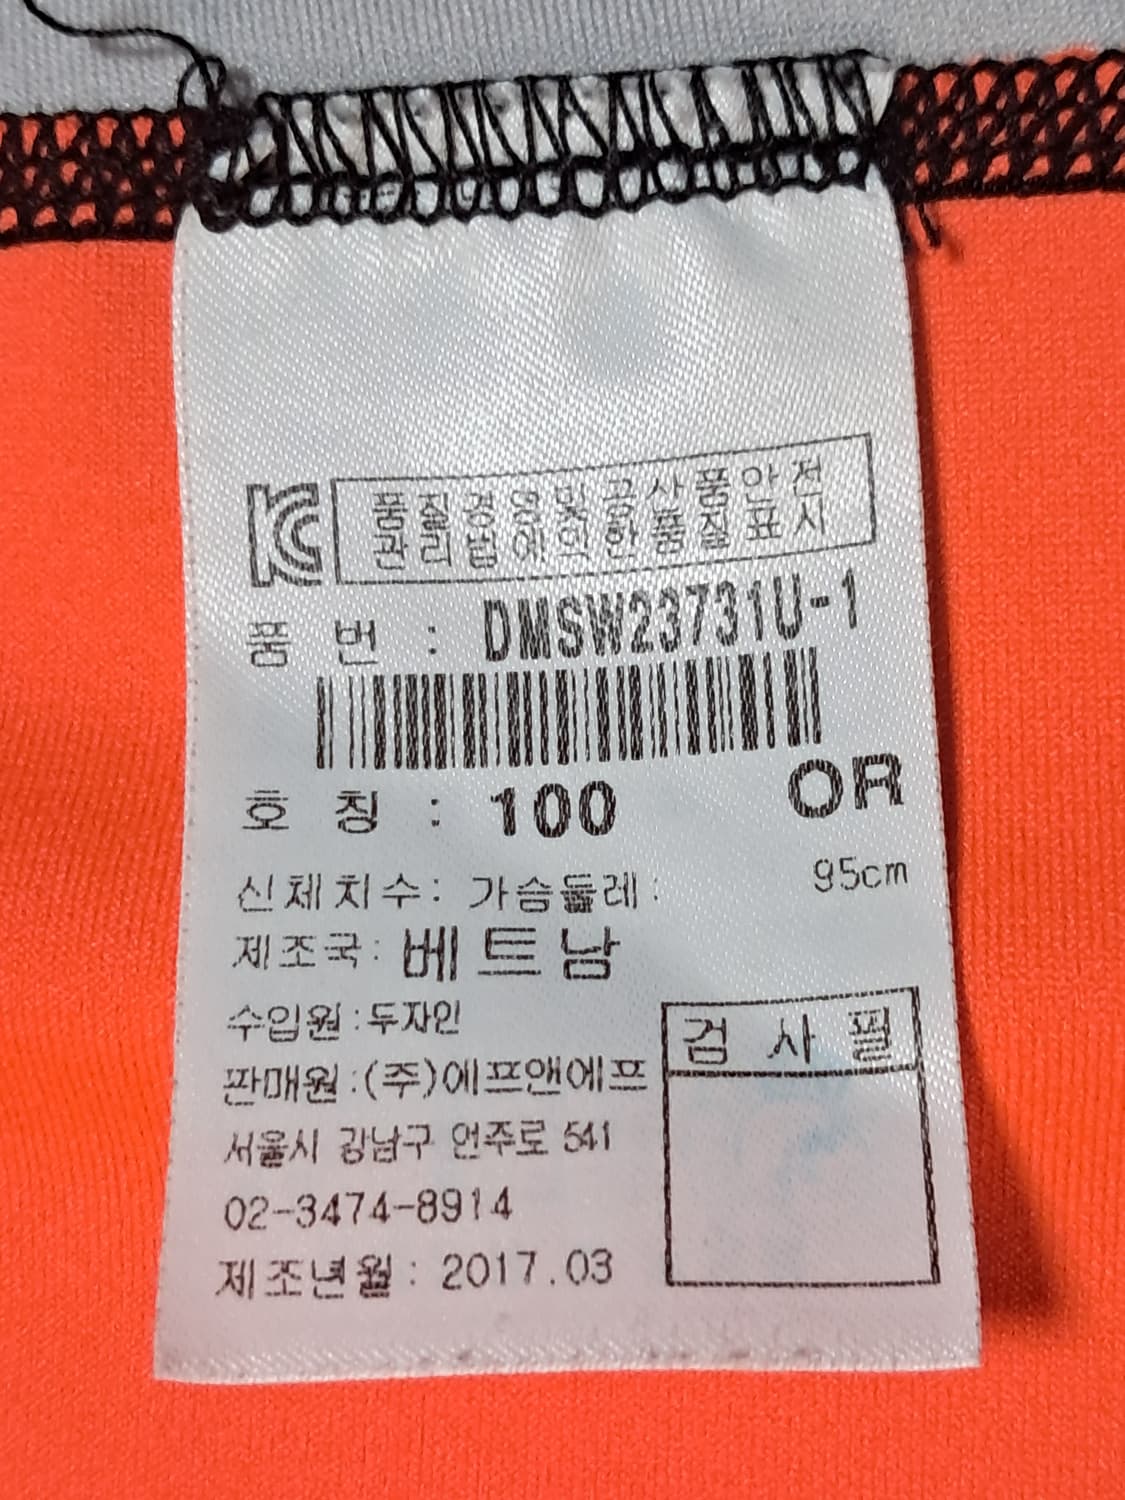 KC 품질경영및공산품안전
관리법에의한품질표시
품 번 : DMSW23731U-1
호 칭 : 100 OR
신체치수: 가슴둘레: 95cm
제조국: 베트남
수입원:두자인
판매원:(주)에프앤에프
서울시 강남구 언주로 541
02-3474-8914
제조년월: 2017.03
검 사 필